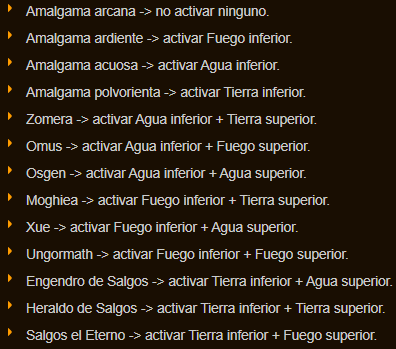 Amalgama arcana -> no activar ninguno.
Amalgama ardiente -> activar Fuego inferior.
Amalgama acuosa -> activar Agua inferior.
Amalgama polvorienta -> activar Tierra inferior.
Zomera -> activar Agua inferior + Tierra superior.
Omus -> activar Agua inferior + Fuego superior.
Osgen -> activar Agua inferior + Agua superior.
Moghiea -> activar Fuego inferior + Tierra superior.
Xue -> activar Fuego inferior + Agua superior.
Ungormath -> activar Fuego inferior + Fuego superior.
Engendro de Salgos -> activar Tierra inferior + Agua superior.
Heraldo de Salgos -> activar Tierra inferior + Tierra superior.
Salgos el Eterno -> activar Tierra inferior + Fuego superior.